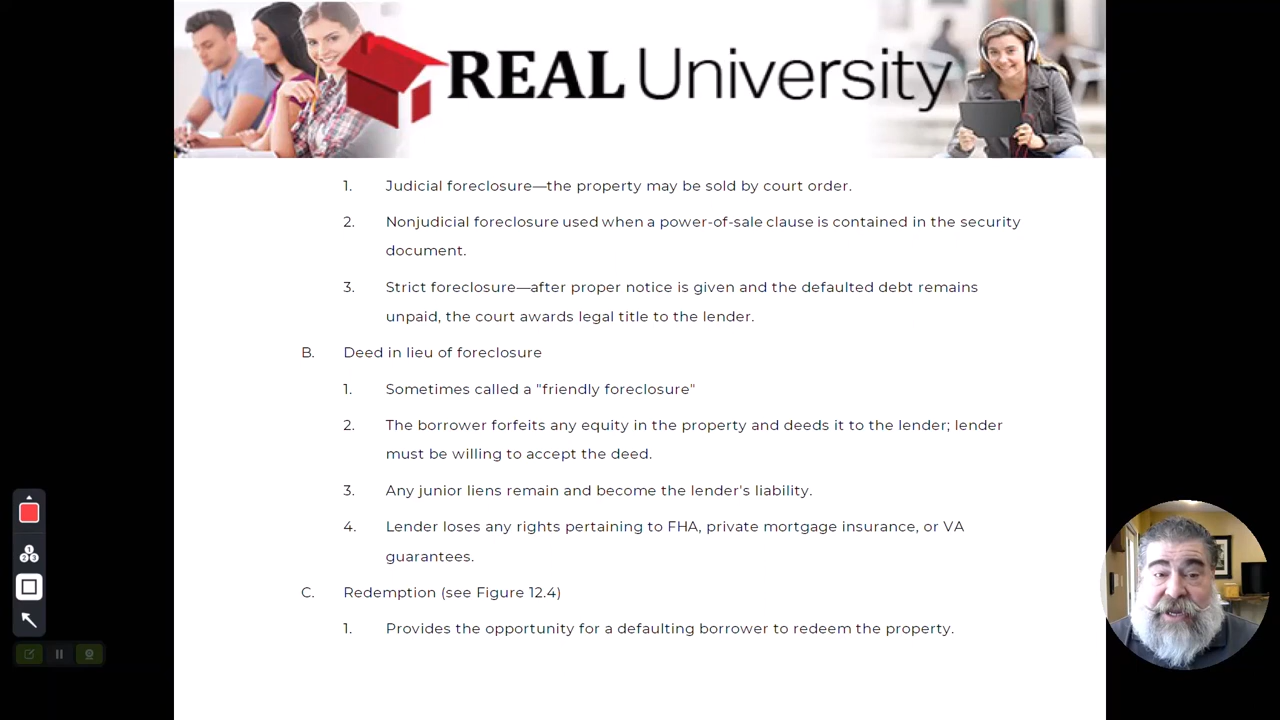 REAL University
1. Judicial foreclosure—the property may be sold by court order.
2. Nonjudicial foreclosure used when a power-of-sale clause is contained in the security
document.
3. Strict foreclosure—after proper notice is given and the defaulted debt remains
unpaid, the court awards legal title to the lender.
B. Deed in lieu of foreclosure
1. Sometimes called a "friendly foreclosure"
2. The borrower forfeits any equity in the property and deeds it to the lender; lender
must be willing to accept the deed.
3. Any junior liens remain and become the lender's liability.
4. Lender loses any rights pertaining to FHA, private mortgage insurance, or VA
guarantees.
C. Redemption (see Figure 12.4)
1. Provides the opportunity for a defaulting borrower to redeem the property.